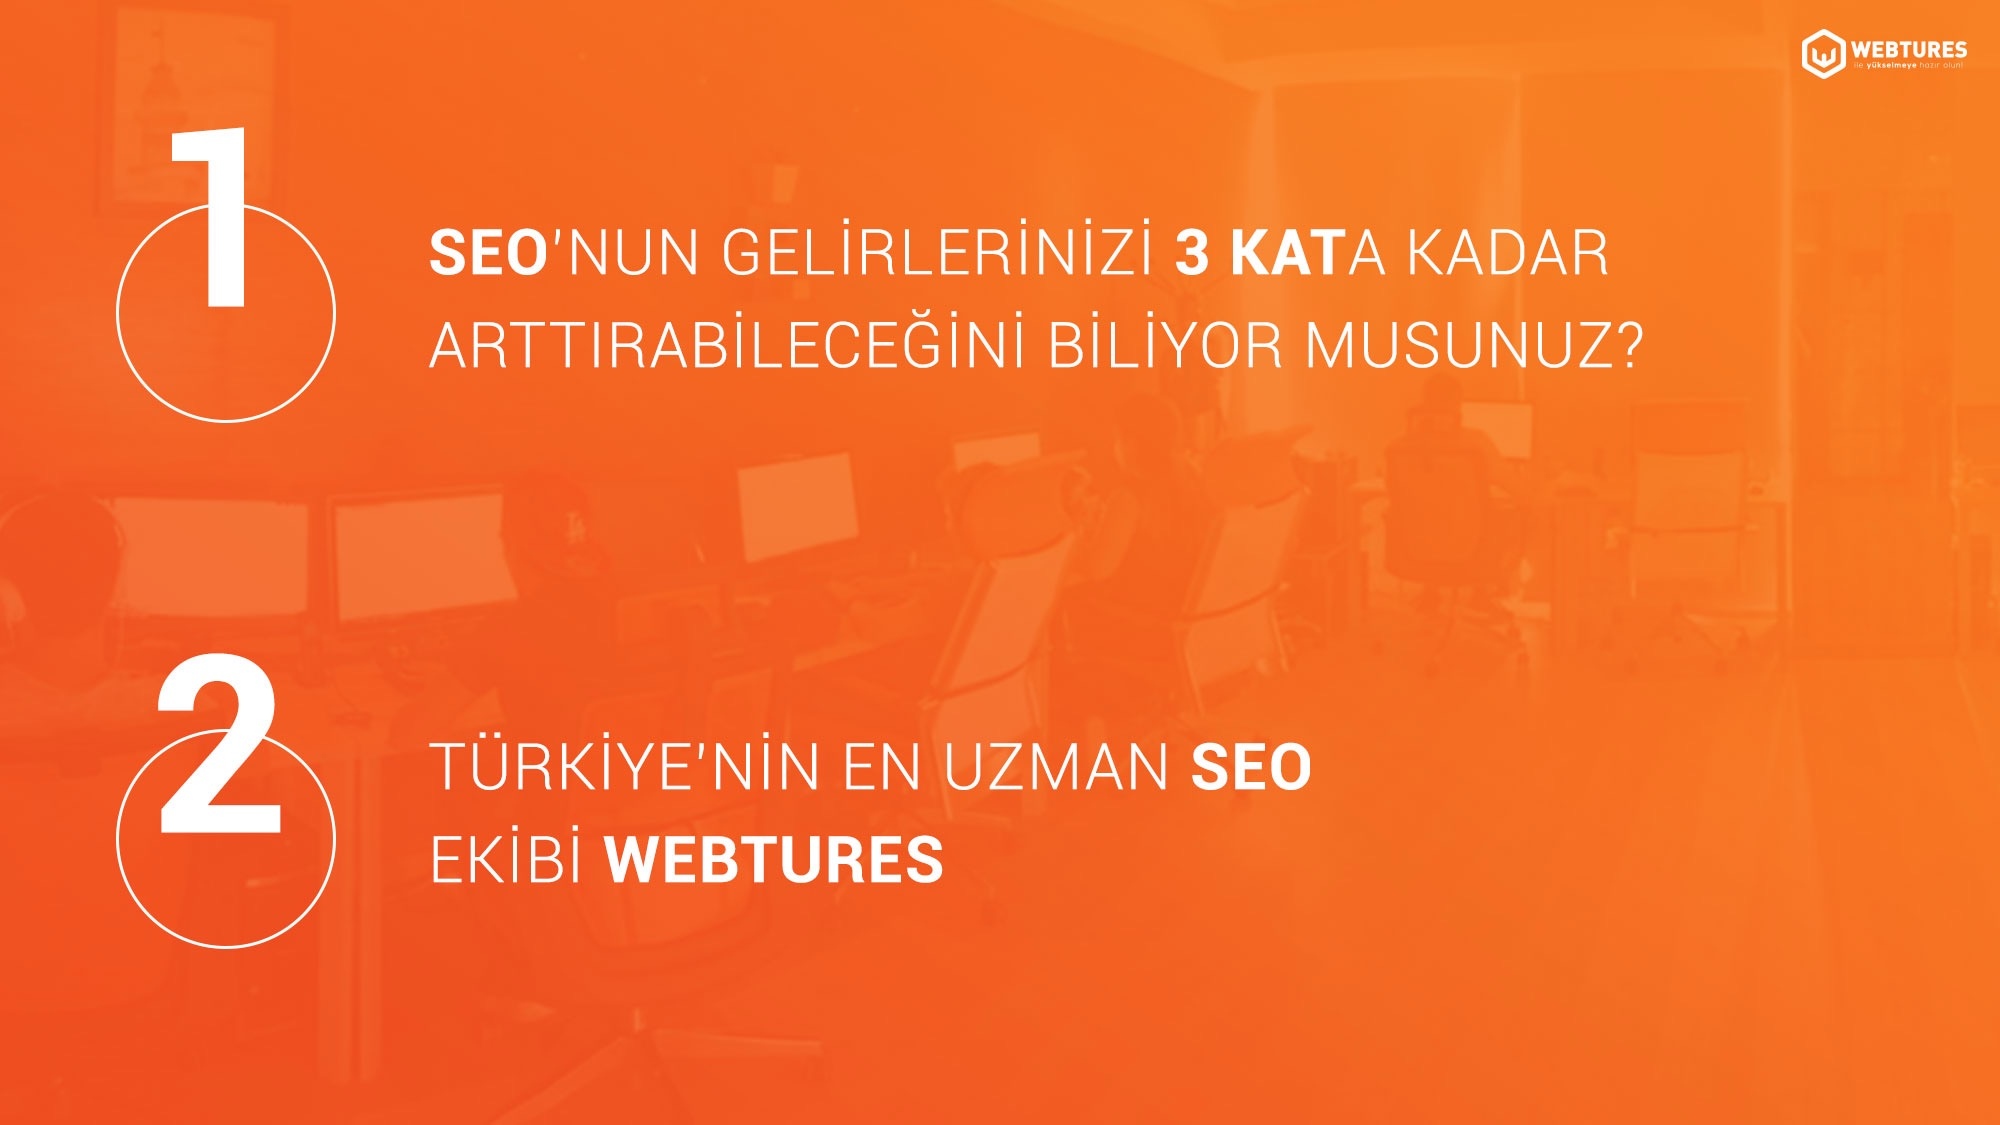 WEBTURES
ile yükselmeye hazır olun!
1
SEO'NUN GELİRLERİNİZİ 3 KATA KADAR
ARTTIRABİLECEĞİNİ BİLİYOR MUSUNUZ?
2
TÜRKİYE'NİN EN UZMAN SEO
EKİBİ WEBTURES